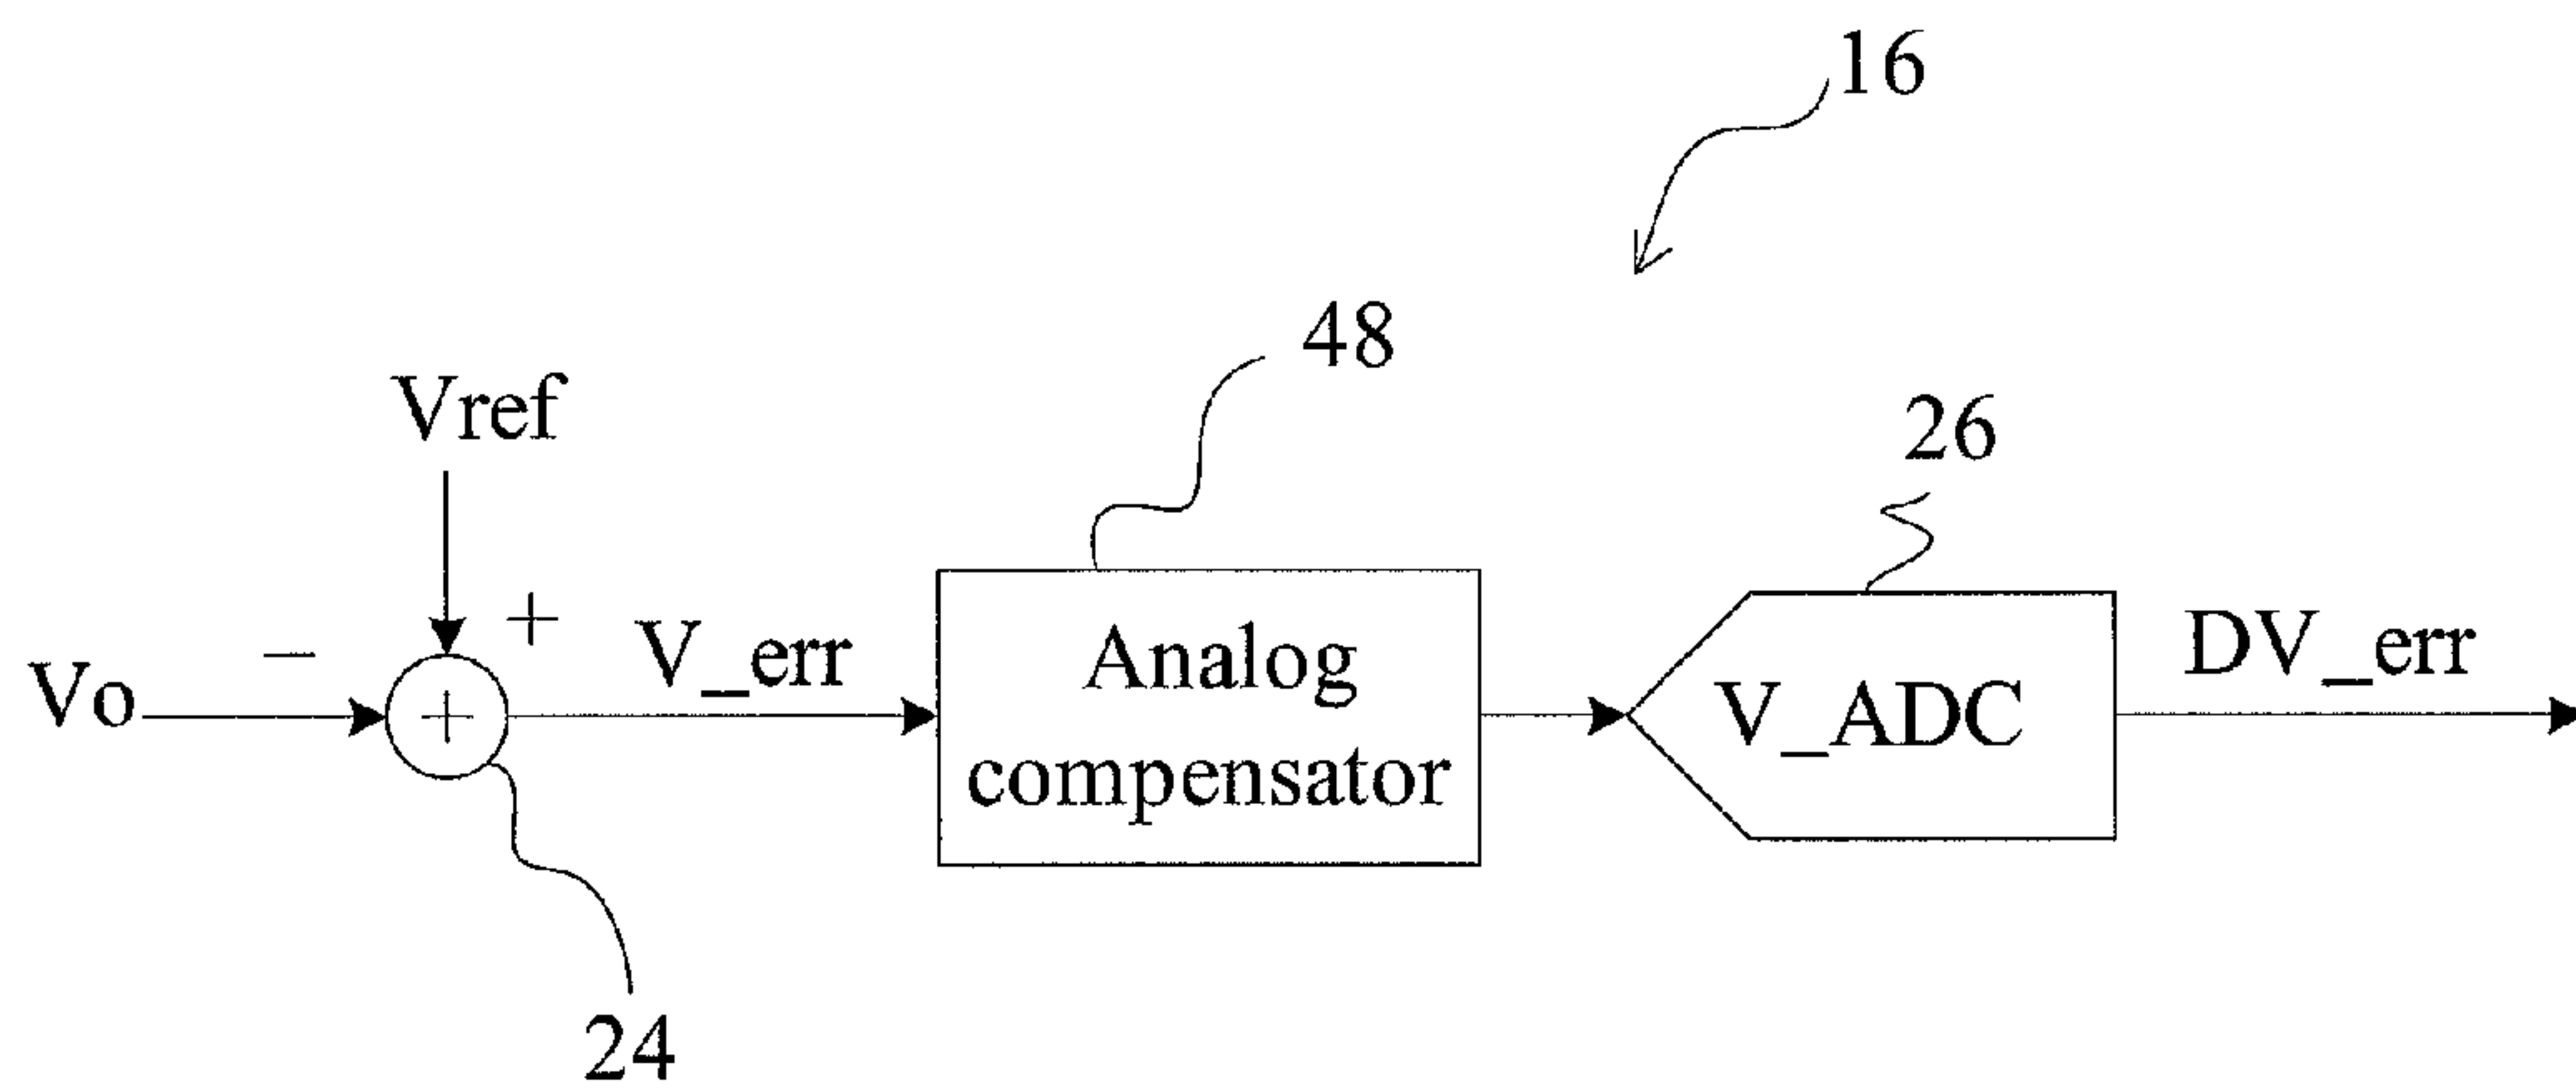 16
48
Vref
26
+
−
V_err
Vo
+
Analog
compensator
V_ADC
DV_err
24